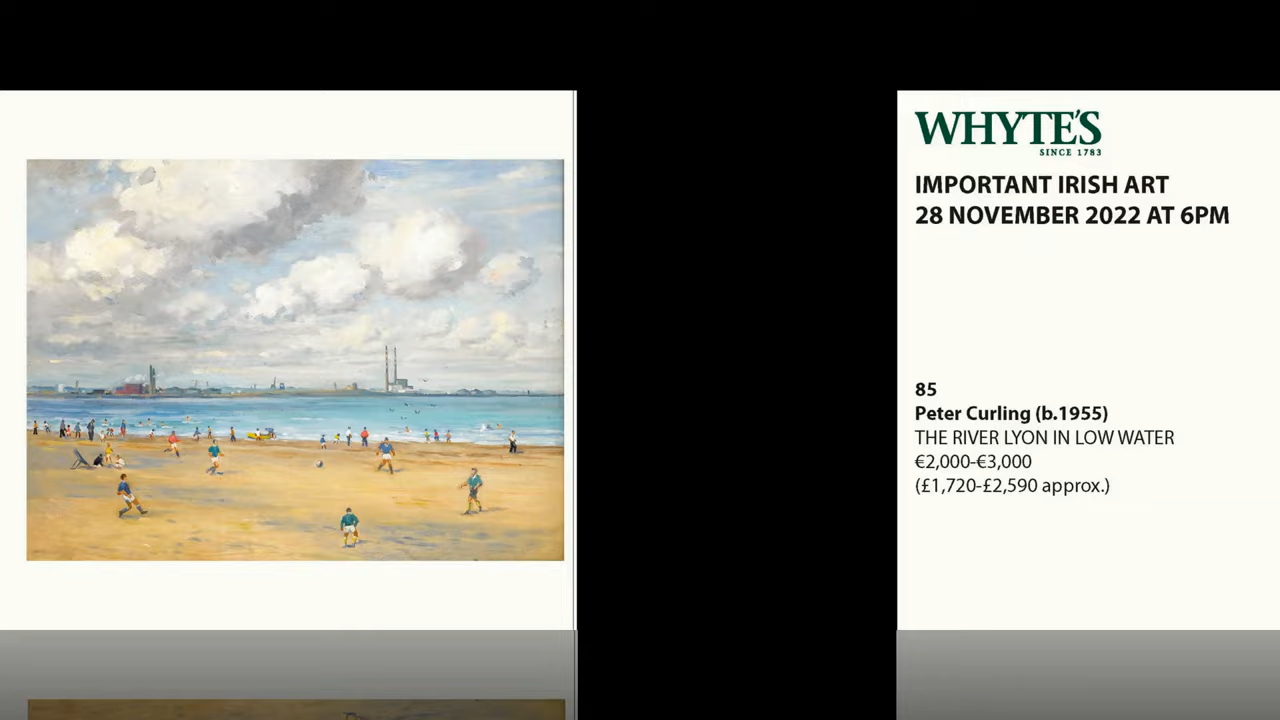 WHYTE'S
SINCE 1783
IMPORTANT IRISH ART
28 NOVEMBER 2022 AT 6PM
85
Peter Curling (b.1955)
THE RIVER LYON IN LOW WATER
€2,000-€3,000
(£1,720-£2,590 approx.)